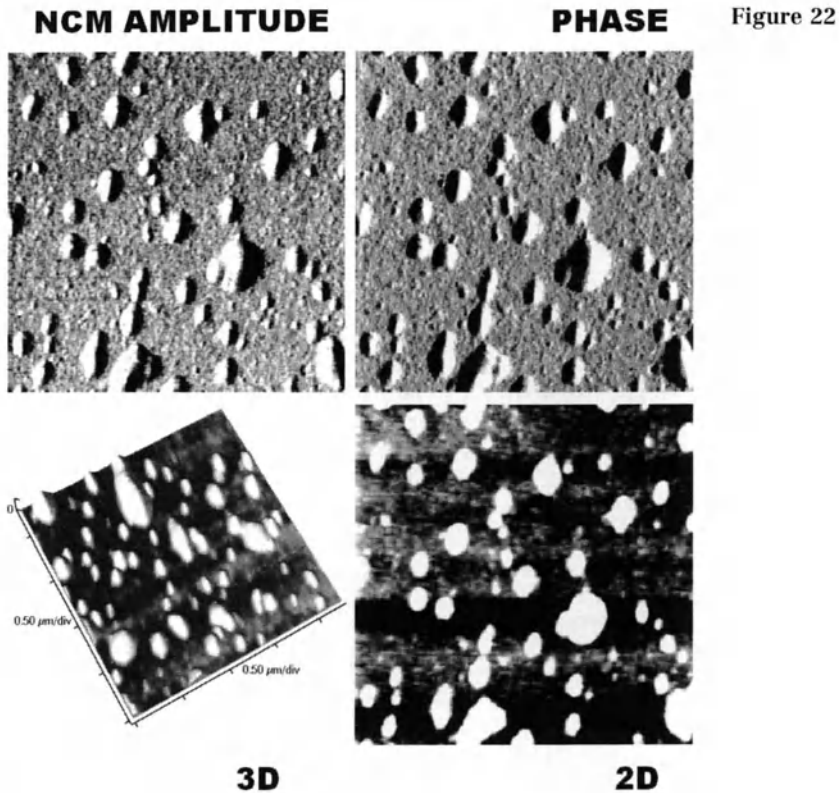 NCM AMPLITUDE
PHASE
Figure 22
0
0.50 µm/div
0.50 µm/div
3D
2D